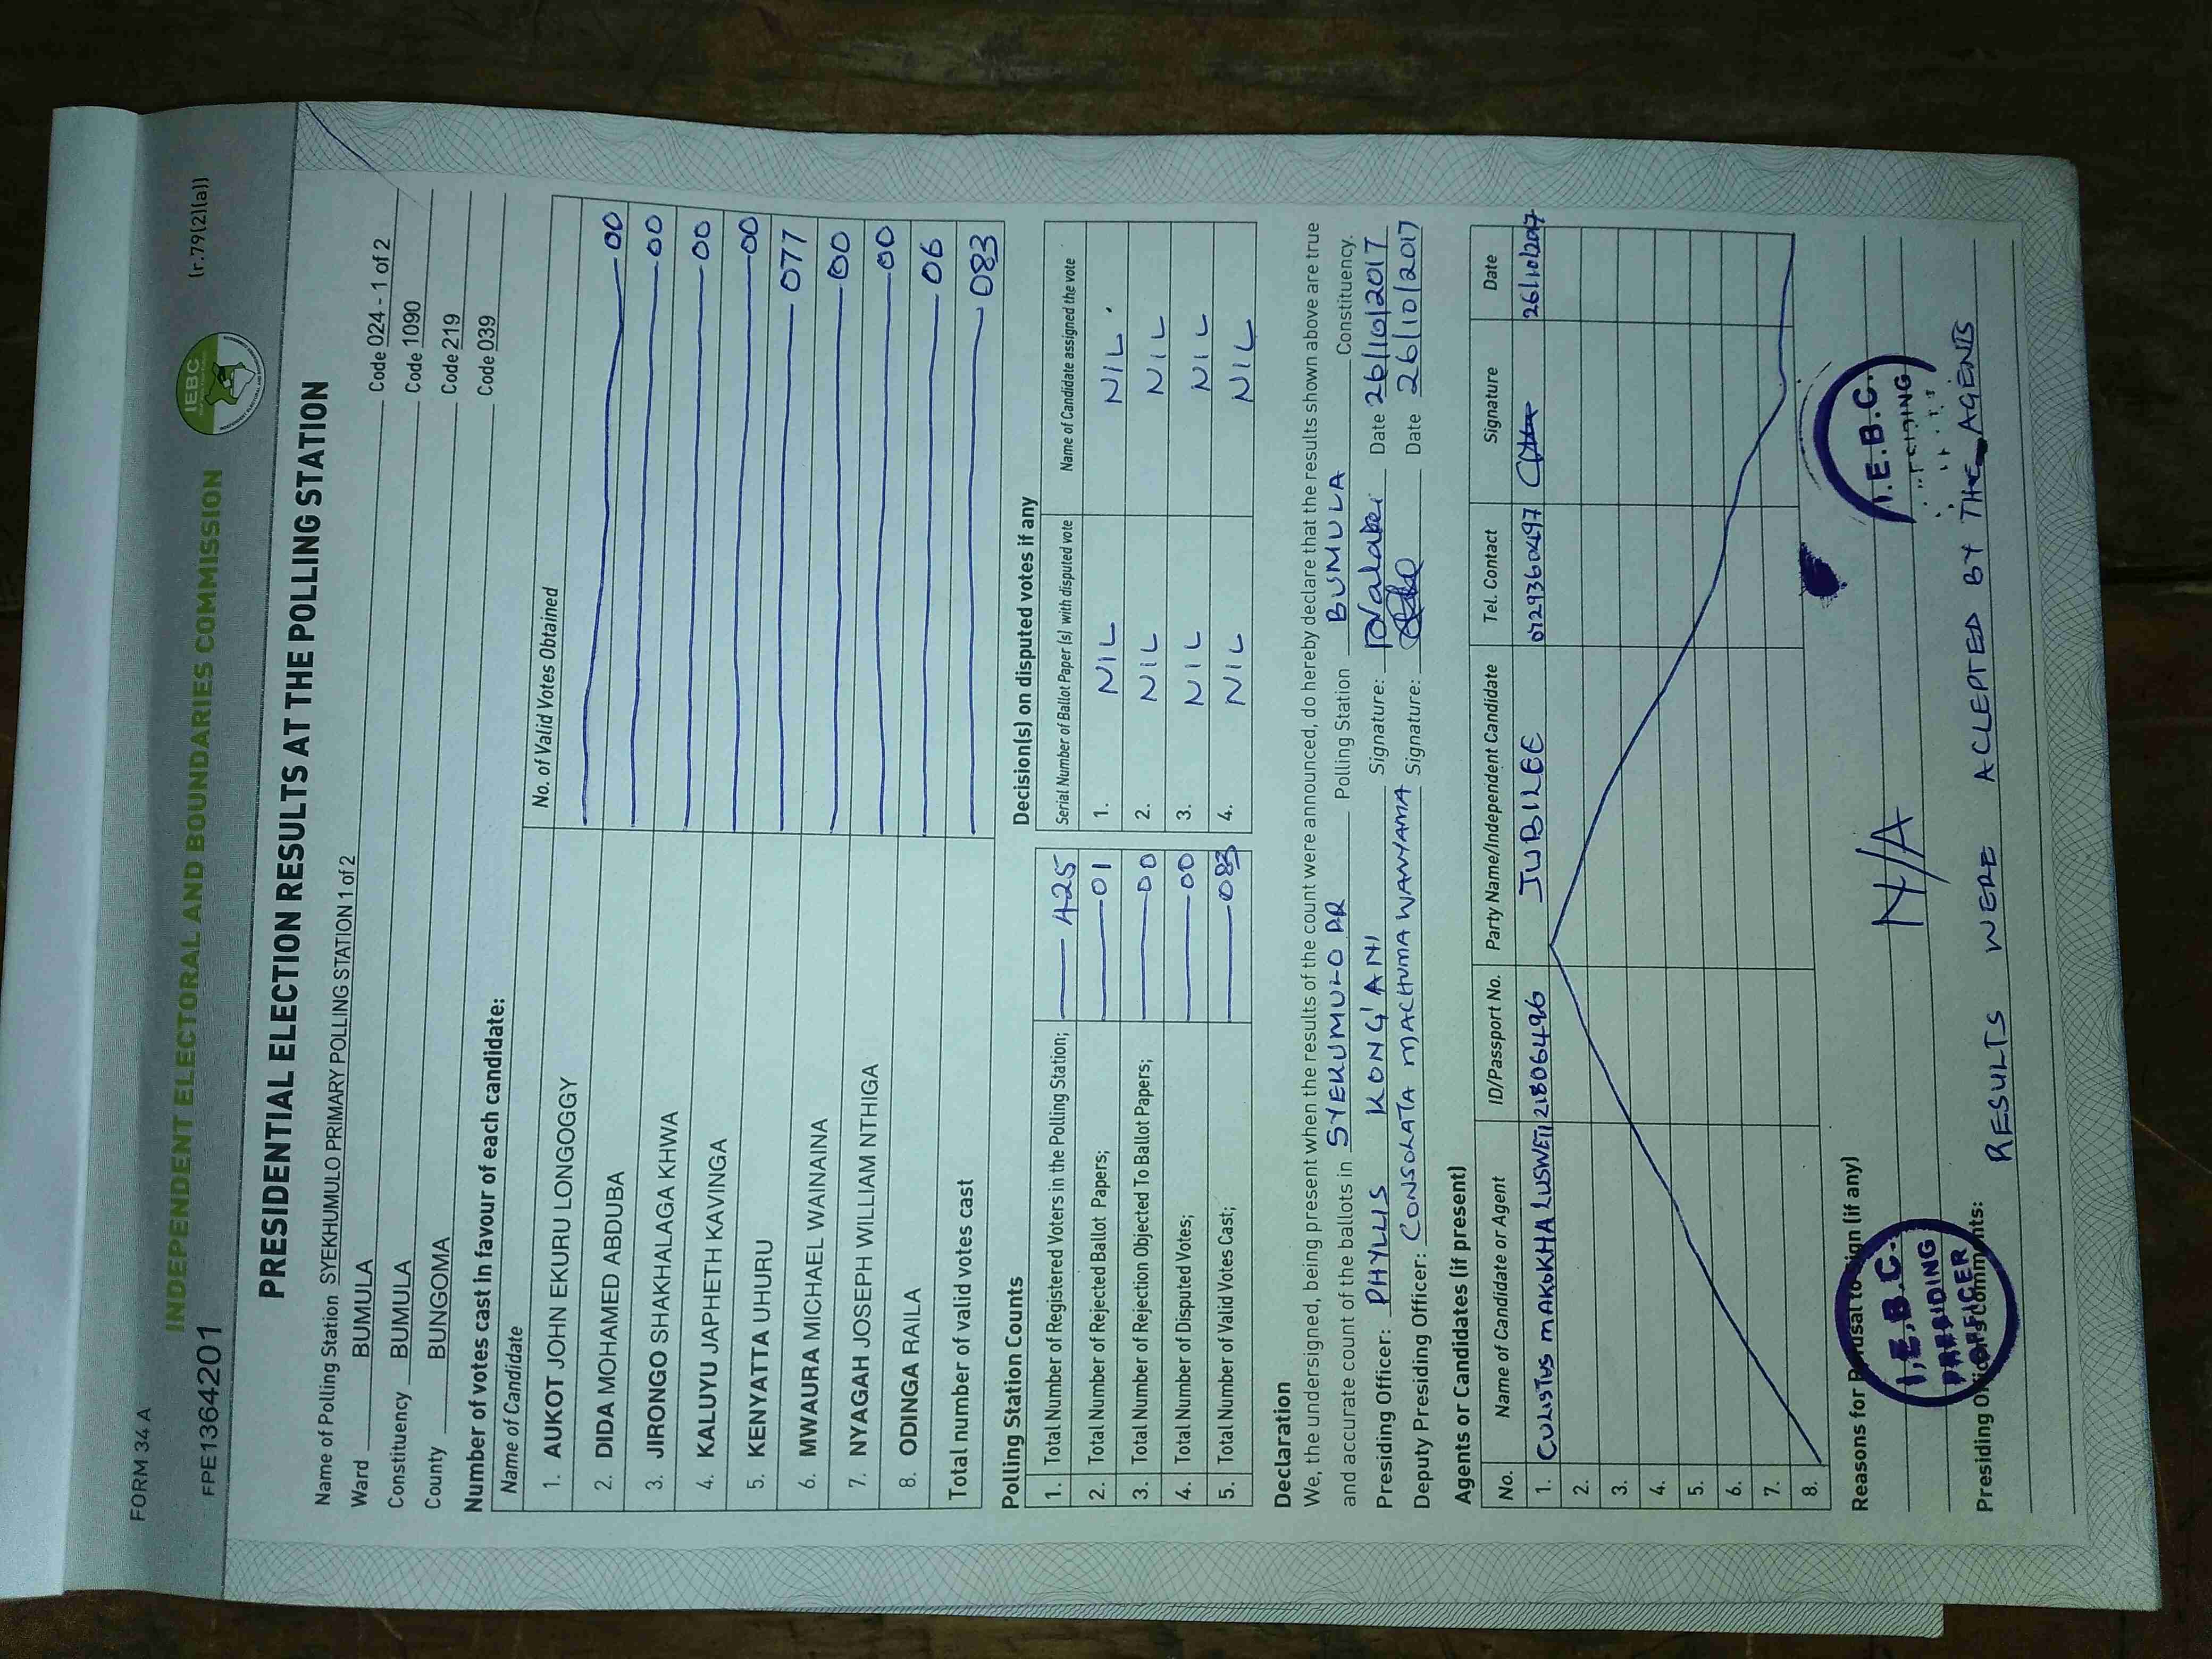 FORM 34 A
(r.79(2)(a))
IEBC
INDEPENDENT ELECTORAL AND BOUNDARIES COMMISSION
FPE1364201
PRESIDENTIAL ELECTION RESULTS AT THE POLLING STATION
Name of Polling Station SYEKHUMULO PRIMARY POLLING STATION 1 of 2 Code 024 - 1 of 2
Ward BUMULA Code 1090
Constituency BUMULA Code 219
County BUNGOMA Code 039
Number of votes cast in favour of each candidate:
Name of Candidate No. of Valid Votes Obtained
1. AUKOT JOHN EKURU LONGOGGY 00
2. DIDA MOHAMED ABDUBA 00
3. JIRONGO SHAKHALAGA KHWA 00
4. KALUYU JAPHETH KAVINGA 00
5. KENYATTA UHURU 077
6. MWAURA MICHAEL WAINAINA 00
7. NYAGAH JOSEPH WILLIAM NTHIGA 00
8. ODINGA RAILA 06
Total number of valid votes cast 083
Polling Station Counts
1. Total Number of Registered Voters in the Polling Station; 425
2. Total Number of Rejected Ballot Papers; 01
3. Total Number of Rejection Objected To Ballot Papers; 00
4. Total Number of Disputed Votes; 00
5. Total Number of Valid Votes Cast; 083
Decision(s) on disputed votes if any
Serial Number of Ballot Paper (s) with disputed vote Name of Candidate assigned the vote
1. NIL NIL
2. NIL NIL
3. NIL NIL
4. NIL NIL
Declaration
We, the undersigned, being present when the results of the count were announced, do hereby declare that the results shown above are true
and accurate count of the ballots in SYEKUMULO PR Polling Station BUMULA Constituency.
Presiding Officer: PHYLLIS KONG'ANI Signature: Date 26/10/2017
Deputy Presiding Officer: CONSOLATA MACHUMA WANYAMA Signature: Date 26/10/2017
Agents or Candidates (if present)
No. Name of Candidate or Agent ID/Passport No. Party Name/Independent Candidate Tel. Contact Signature Date
1. MAKOKHA LUSWETI 21806496 JUBILEE 0729360497 26/10/2017
2.
3.
4.
5.
6.
7.
8.
Reasons for Refusal to Sign (if any)
N/A
I.E.B.C.
PRESIDING
OFFICER
I.E.B.C.
Presiding Officer's Comments:
RESULTS WERE ACCEPTED BY THE AGENTS